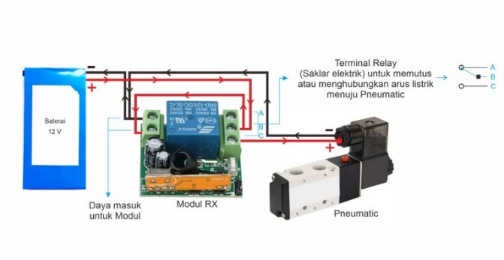 Baterai
12 V
Terminal Relay
(Saklar elektrik) untuk memutus
atau menghubungkan arus listrik
menuju Pneumatic
A
B
C
A
B
C
Daya masuk
untuk Modul
Modul RX
Pneumatic